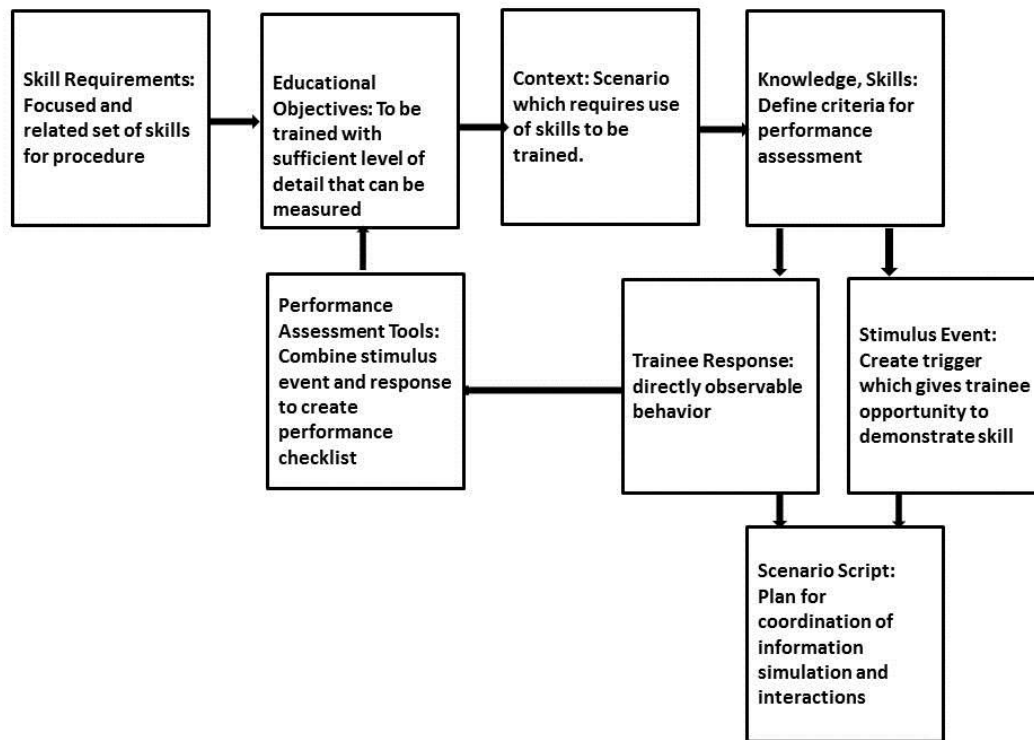 Skill Requirements:
Focused and
related set of skills
for procedure
Educational
Objectives: To be
trained with
sufficient level of
detail that can be
measured
Context: Scenario
which requires use
of skills to be
trained.
Knowledge, Skills:
Define criteria for
performance
assessment
Performance
Assessment Tools:
Combine stimulus
event and response
to create
performance
checklist
Trainee Response:
directly observable
behavior
Stimulus Event:
Create trigger
which gives trainee
opportunity to
demonstrate skill
Scenario Script:
Plan for
coordination of
information
simulation and
interactions